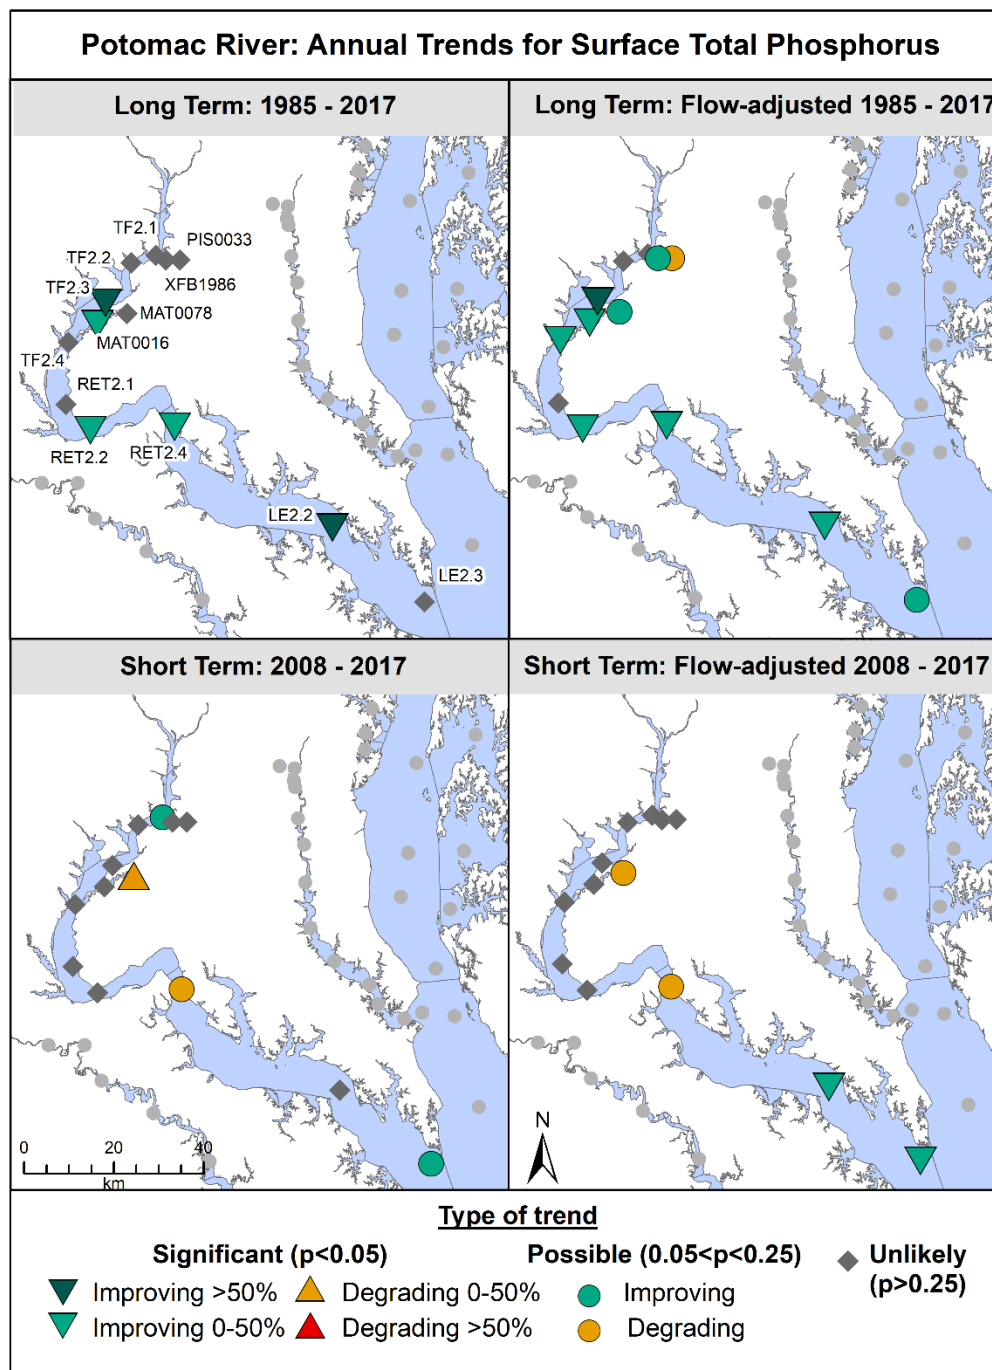 Potomac River: Annual Trends for Surface Total Phosphorus
Long Term: 1985 - 2017
Long Term: Flow-adjusted 1985 - 2017
TF2.1
PIS0033
TF2.2
XFB1986
TF2.3
MAT0078
MAT0016
TF2.4
RET2.1
RET2.2
RET2.4
LE2.2
LE2.3
Short Term: 2008 - 2017
Short Term: Flow-adjusted 2008 - 2017
0 20 40
km
N
Type of trend
Significant (p<0.05)
Possible (0.05<p<0.25)
Unlikely
(p>0.25)
Improving >50%
Degrading 0-50%
Improving
Improving 0-50%
Degrading >50%
Degrading